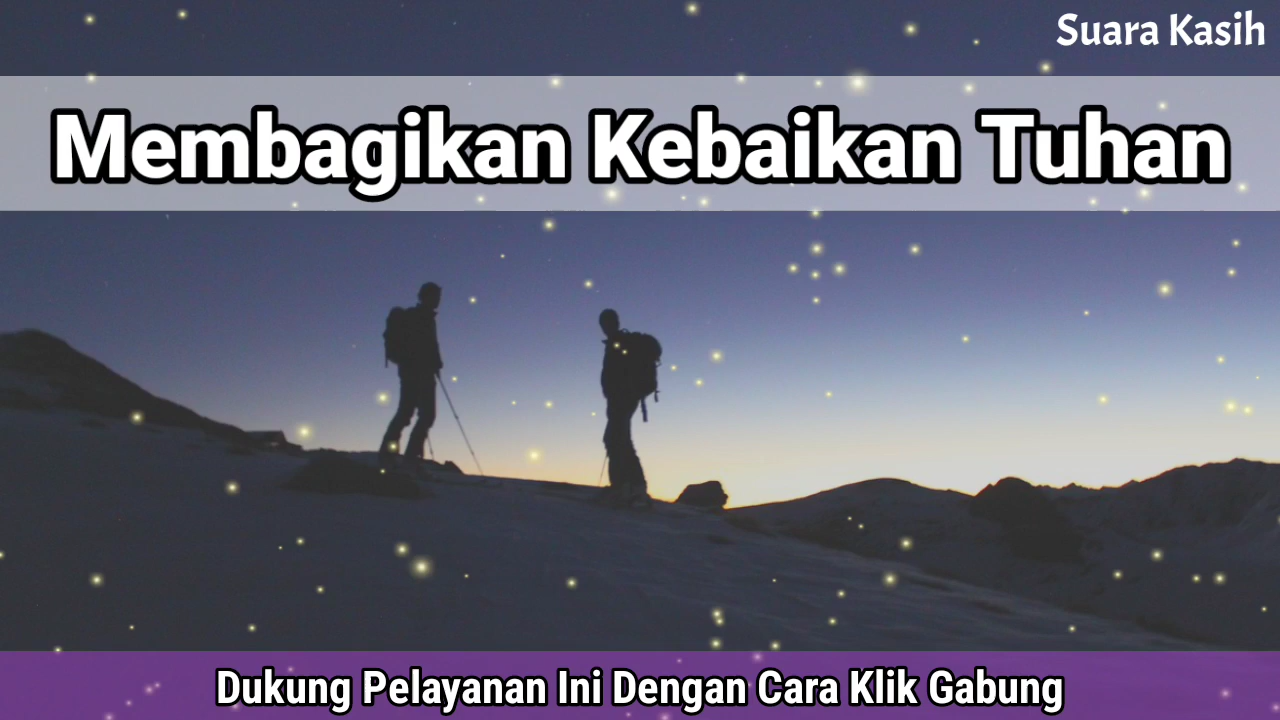 Suara Kasih
Membagikan Kebaikan Tuhan
Dukung Pelayanan Ini Dengan Cara Klik Gabung